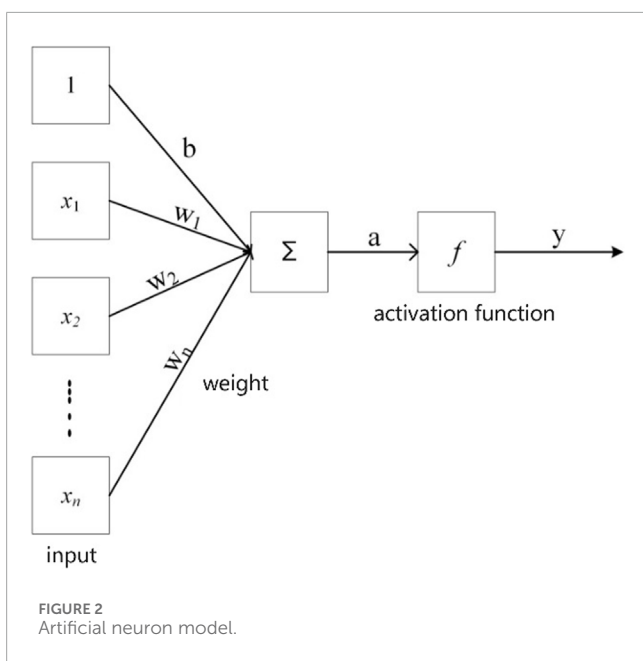 1
b
x1
w1
Σ
a
f
y
x2
w2
activation function
wn
weight
xn
input
FIGURE 2
Artificial neuron model.